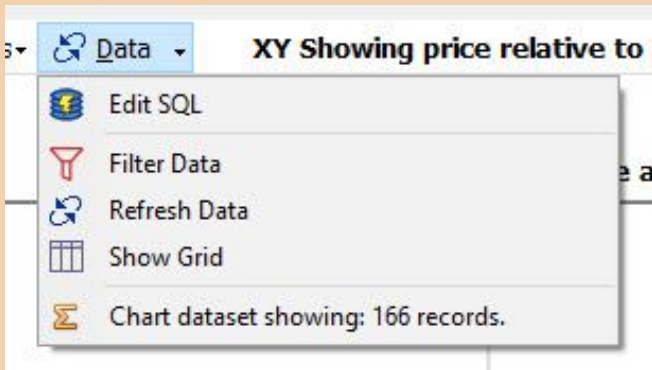 Data XY Showing price relative to
Edit SQL
Filter Data
Refresh Data
Show Grid
Chart dataset showing: 166 records.